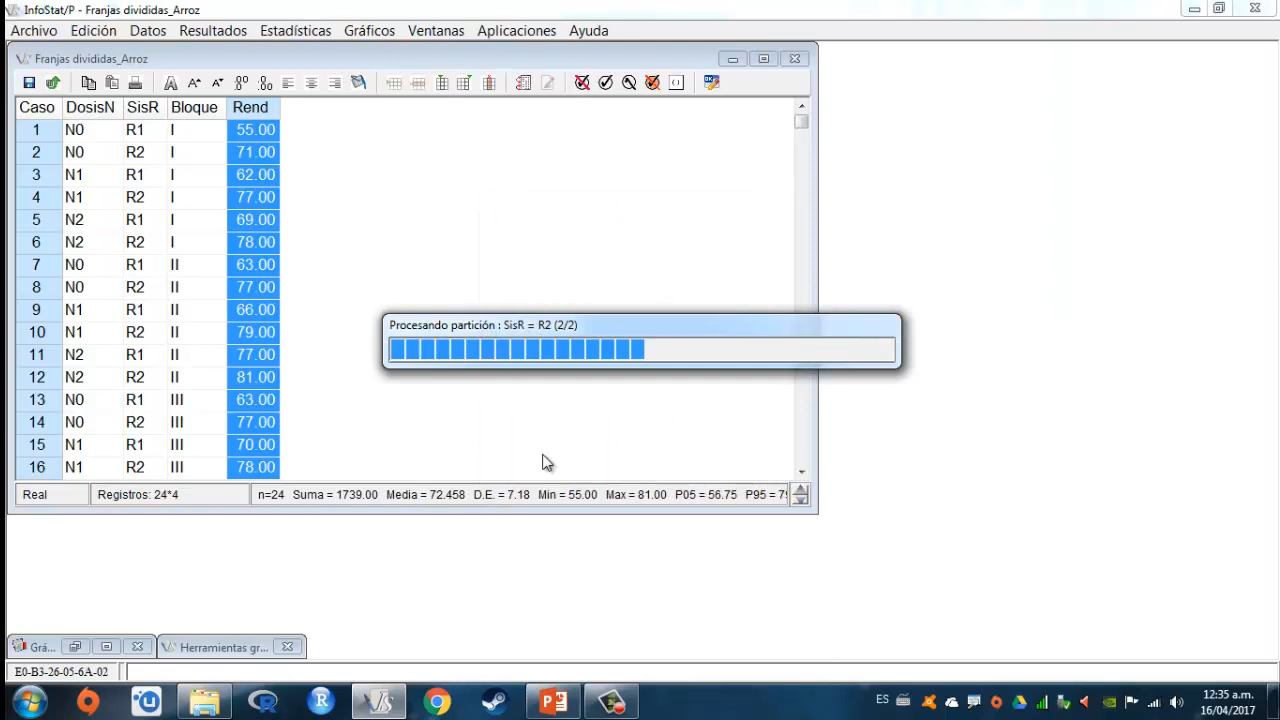 InfoStat/P - Franjas divididas_Arroz
Archivo Edición Datos Resultados Estadísticas Gráficos Ventanas Aplicaciones Ayuda
Franjas divididas_Arroz
Caso DosisN SisR Bloque Rend
1 N0 R1 I 55.00
2 N0 R2 I 71.00
3 N1 R1 I 62.00
4 N1 R2 I 77.00
5 N2 R1 I 69.00
6 N2 R2 I 78.00
7 N0 R1 II 63.00
8 N0 R2 II 77.00
9 N1 R1 II 66.00
10 N1 R2 II 79.00
11 N2 R1 II 77.00
12 N2 R2 II 81.00
13 N0 R1 III 63.00
14 N0 R2 III 77.00
15 N1 R1 III 70.00
16 N1 R2 III 78.00
Procesando partición : SisR = R2 (2/2)
Real Registros: 24*4 n=24 Suma = 1739.00 Media = 72.458 D.E. = 7.18 Min = 55.00 Max = 81.00 P05 = 56.75 P95 = 79
Grá... Herramientas gr...
E0-B3-26-05-6A-02
ES
12:35 a.m.
16/04/2017